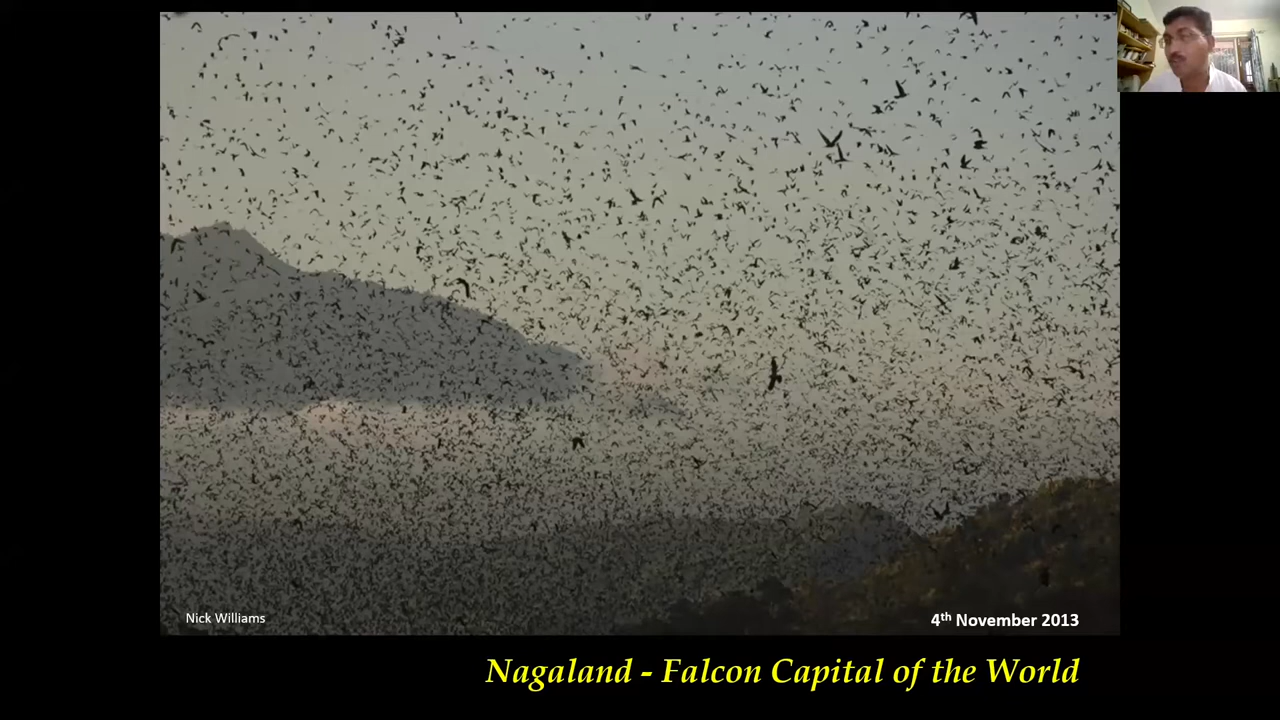 Nick Williams
4th November 2013
Nagaland - Falcon Capital of the World